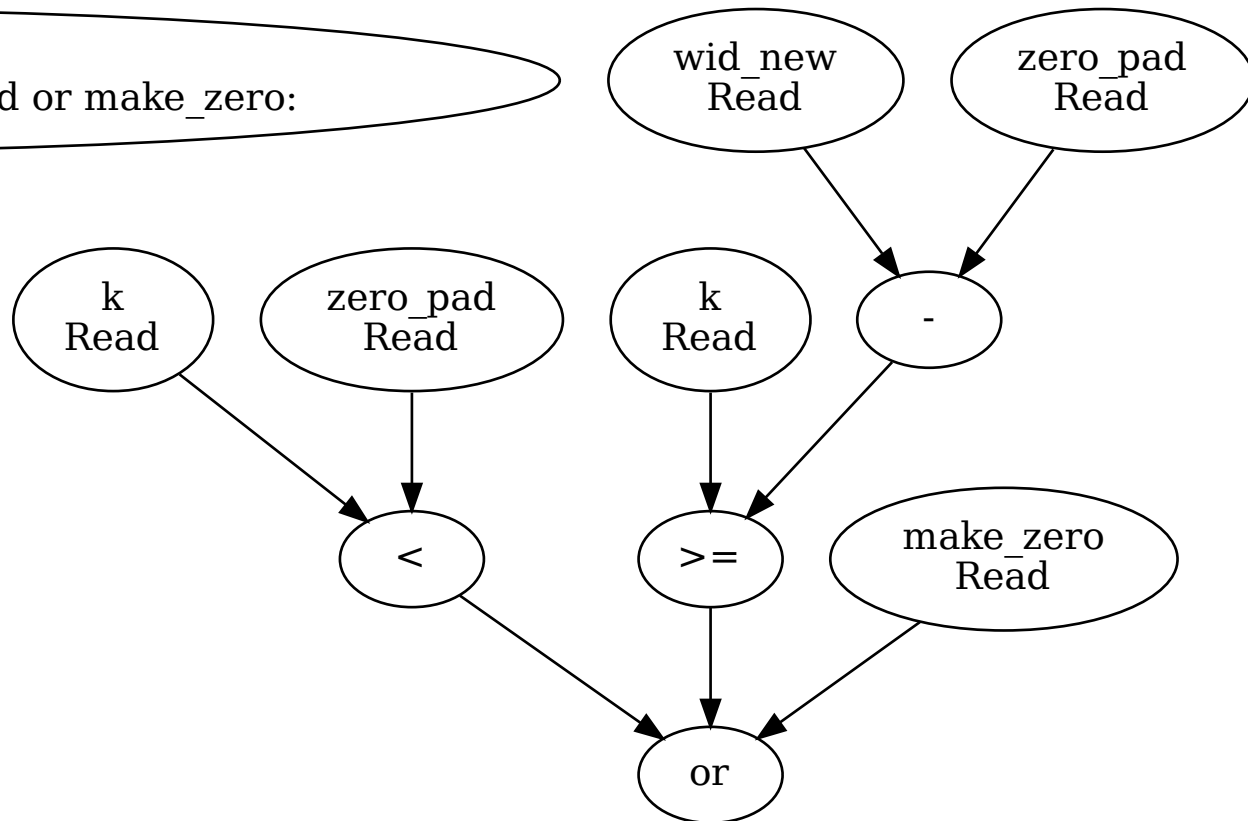 d or make_zero:
wid_new
Read
zero_pad
Read
k
Read
zero_pad
Read
k
Read
-
<
>=
make_zero
Read
or